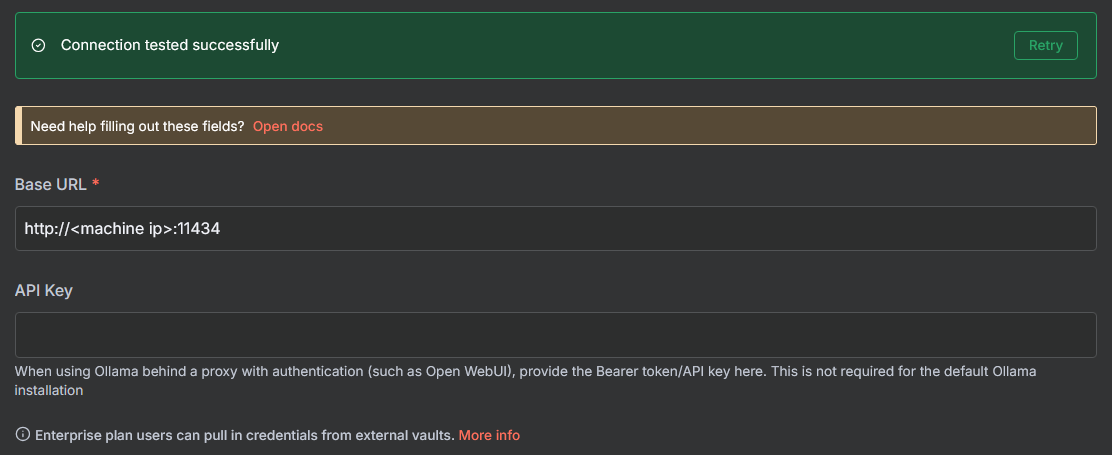 Connection tested successfully
Retry
Need help filling out these fields? Open docs
Base URL *
http://<machine ip>:11434
API Key
When using Ollama behind a proxy with authentication (such as Open WebUI), provide the Bearer token/API key here. This is not required for the default Ollama
installation
Enterprise plan users can pull in credentials from external vaults. More info